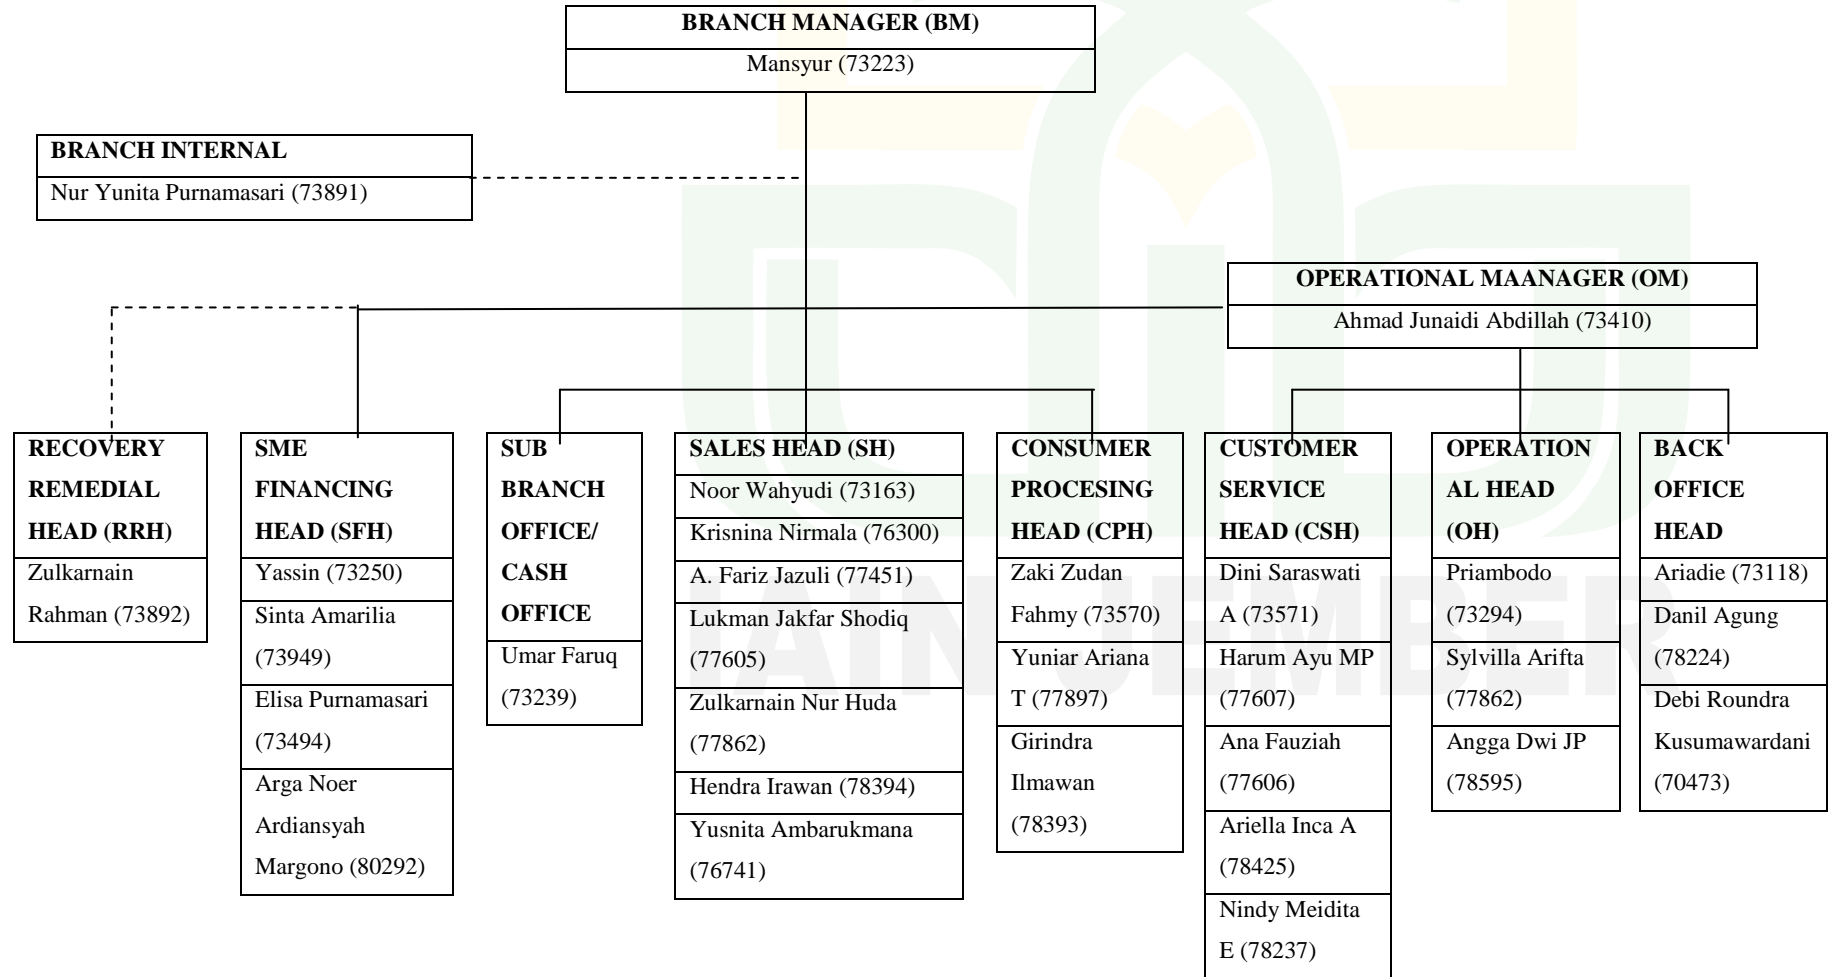 BRANCH MANAGER (BM)
Mansyur (73223)
BRANCH INTERNAL
Nur Yunita Purnamasari (73891)
OPERATIONAL MAANAGER (OM)
Ahmad Junaidi Abdillah (73410)
RECOVERY
REMEDIAL
HEAD (RRH)
Zulkarnain
Rahman (73892)
SME
FINANCING
HEAD (SFH)
Yassin (73250)
Sinta Amarilia
(73949)
Elisa Purnamasari
(73494)
Arga Noer
Ardiansyah
Margono (80292)
SUB
BRANCH
OFFICE/
CASH
OFFICE
Umar Faruq
(73239)
SALES HEAD (SH)
Noor Wahyudi (73163)
Krisnina Nirmala (76300)
A. Fariz Jazuli (77451)
Lukman Jakfar Shodiq
(77605)
Zulkarnain Nur Huda
(77862)
Hendra Irawan (78394)
Yusnita Ambarukmana
(76741)
CONSUMER
PROCESING
HEAD (CPH)
Zaki Zudan
Fahmy (73570)
Yuniar Ariana
T (77897)
Girindra
Ilmawan
(78393)
CUSTOMER
SERVICE
HEAD (CSH)
Dini Saraswati
A (73571)
Harum Ayu MP
(77607)
Ana Fauziah
(77606)
Ariella Inca A
(78425)
Nindy Meidita
E (78237)
OPERATION
AL HEAD
(OH)
Priambodo
(73294)
Sylvilla Arifta
(77862)
Angga Dwi JP
(78595)
BACK
OFFICE
HEAD
Ariadie (73118)
Danil Agung
(78224)
Debi Roundra
Kusumawardani
(70473)
IAIN JEMBER